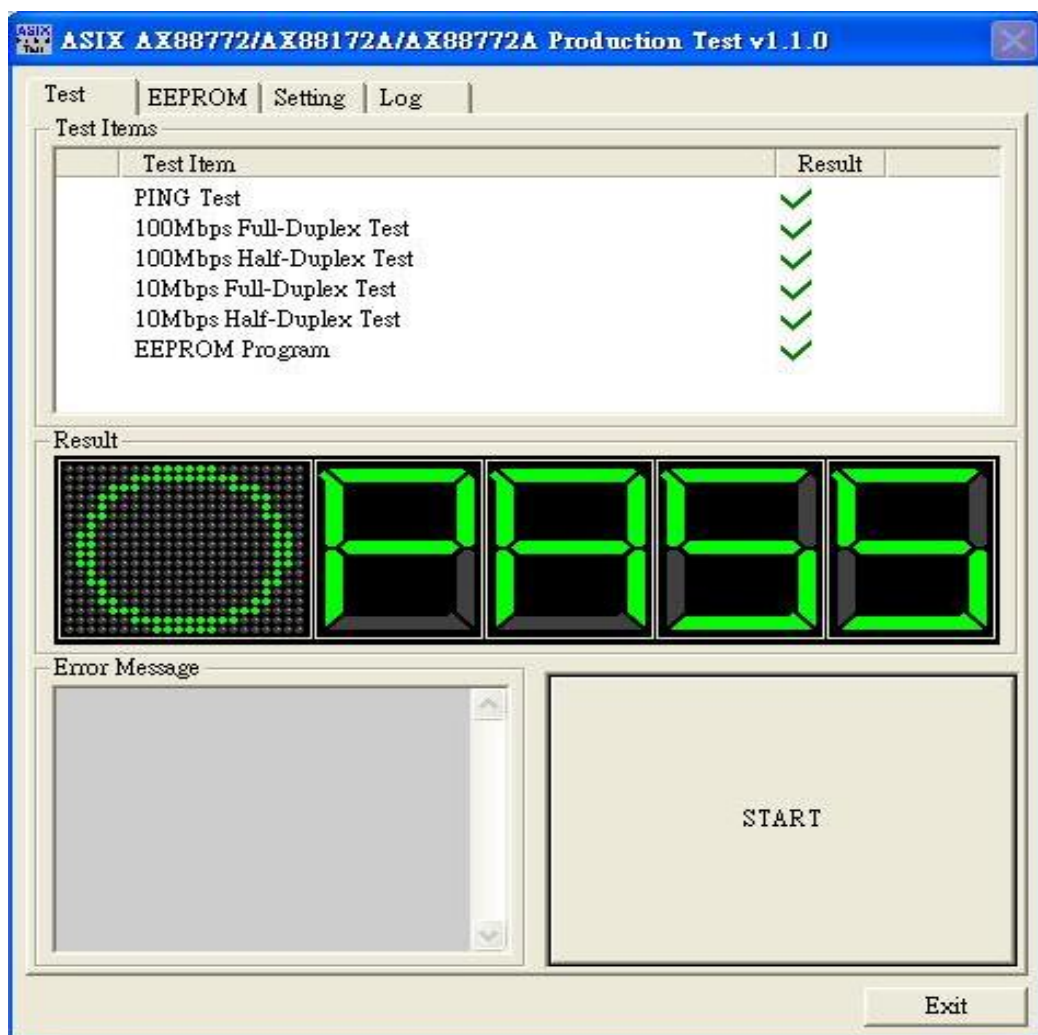 ASIX AX88772/AX88172A/AX88772A Production Test v1.1.0
Test EEPROM Setting Log
Test Items
Test Item Result
PING Test
100Mbps Full-Duplex Test
100Mbps Half-Duplex Test
10Mbps Full-Duplex Test
10Mbps Half-Duplex Test
EEPROM Program
Result
PASS
Error Message
START
Exit